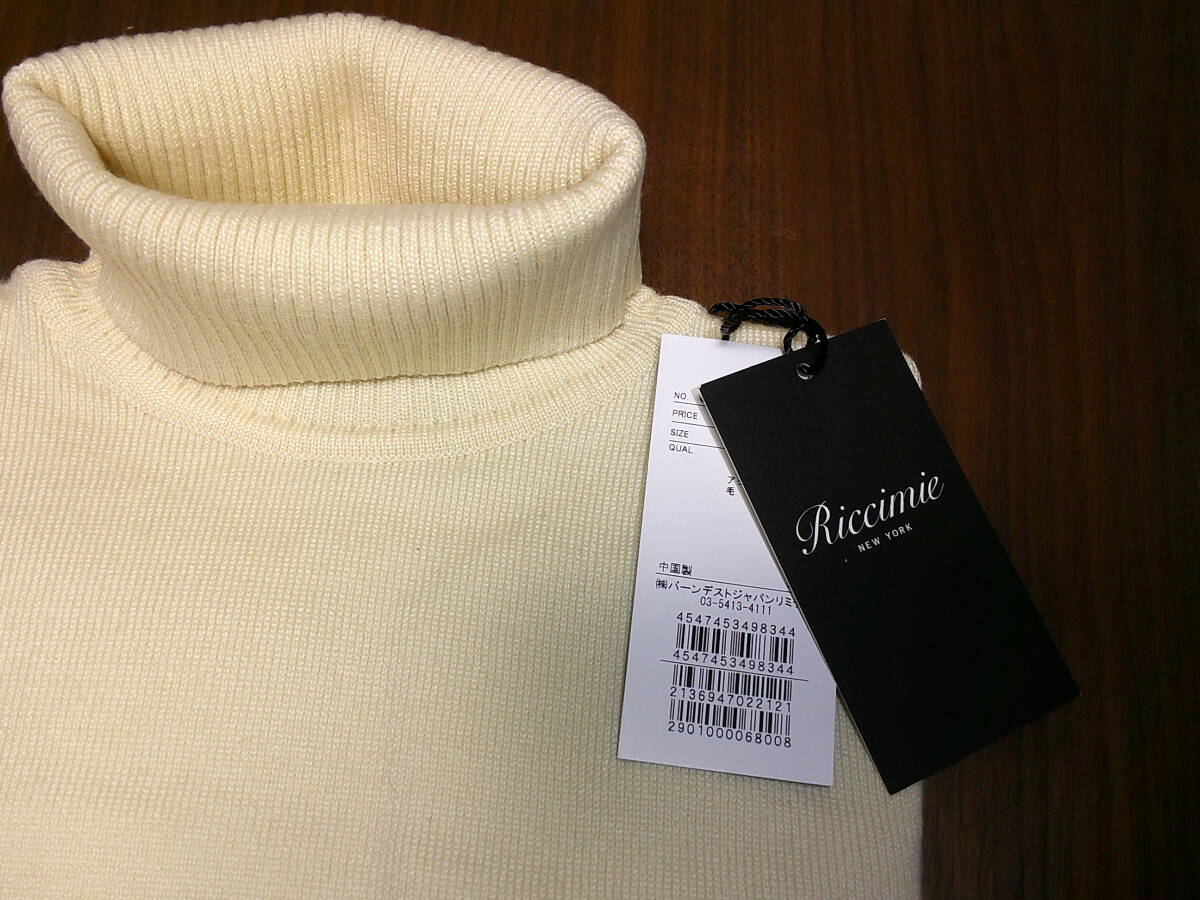 NO.
PRICE
SIZE
QUAL
ア
毛
中国製
㈱バーンデストジャパンリミ
03-5413-4111
4547453498344
4547453498344
2136947022121
2901000068008
Riccimie
NEW YORK